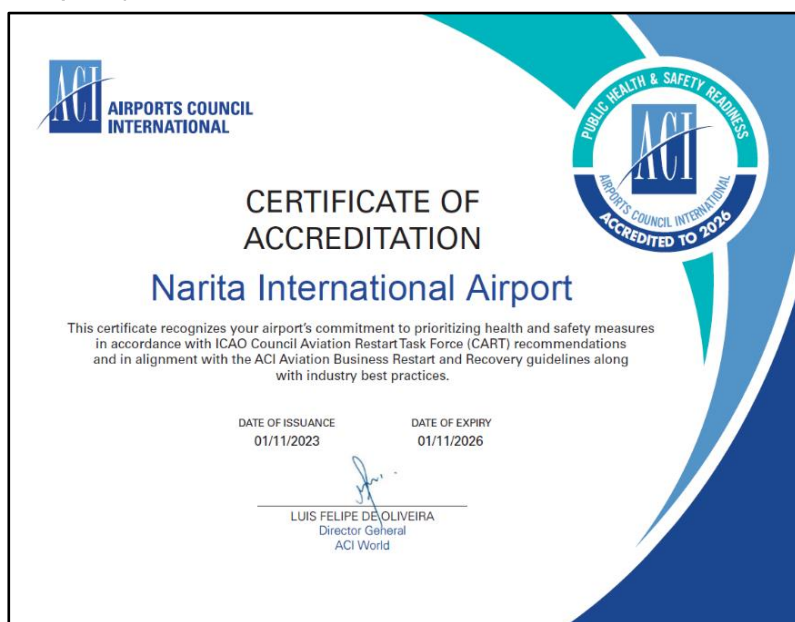 ACI
AIRPORTS COUNCIL
INTERNATIONAL
PUBLIC HEALTH & SAFETY READINESS
ACI
AIRPORTS COUNCIL INTERNATIONAL
ACCREDITED TO 2026
CERTIFICATE OF
ACCREDITATION
Narita International Airport
This certificate recognizes your airport's commitment to prioritizing health and safety measures
in accordance with ICAO Council Aviation Restart Task Force (CART) recommendations
and in alignment with the ACI Aviation Business Restart and Recovery guidelines along
with industry best practices.
DATE OF ISSUANCE DATE OF EXPIRY
01/11/2023 01/11/2026
LUIS FELIPE DE OLIVEIRA
Director General
ACI World